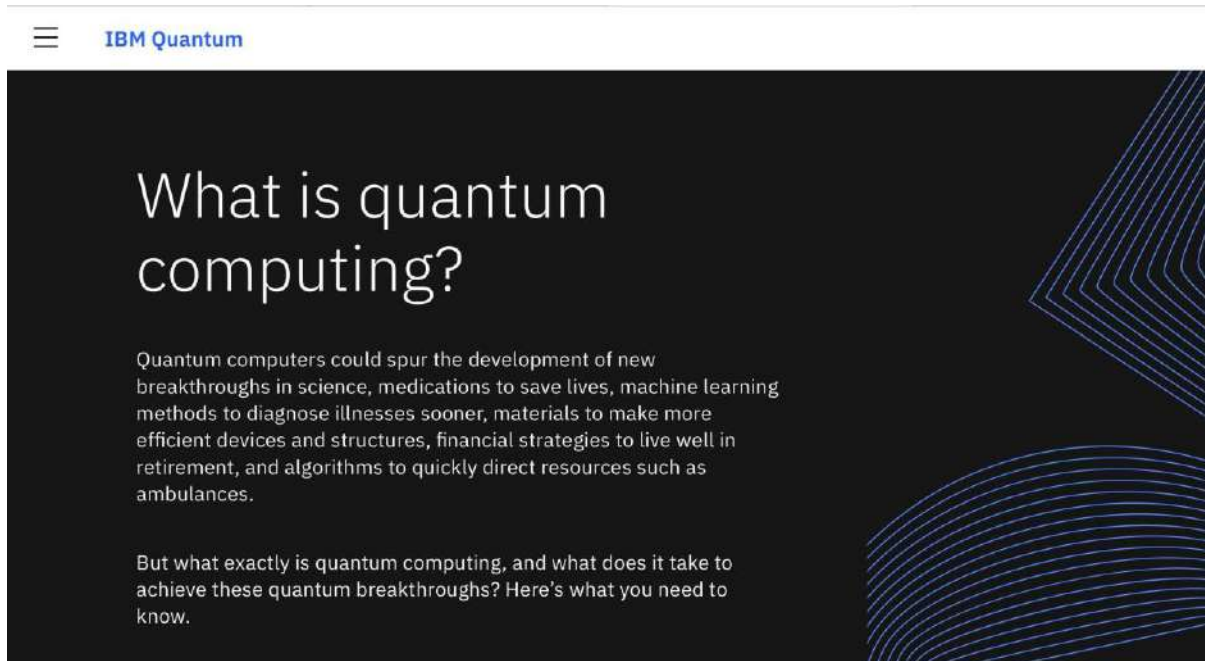 IBM Quantum
What is quantum
computing?
Quantum computers could spur the development of new
breakthroughs in science, medications to save lives, machine learning
methods to diagnose illnesses sooner, materials to make more
efficient devices and structures, financial strategies to live well in
retirement, and algorithms to quickly direct resources such as
ambulances.
But what exactly is quantum computing, and what does it take to
achieve these quantum breakthroughs? Here’s what you need to
know.